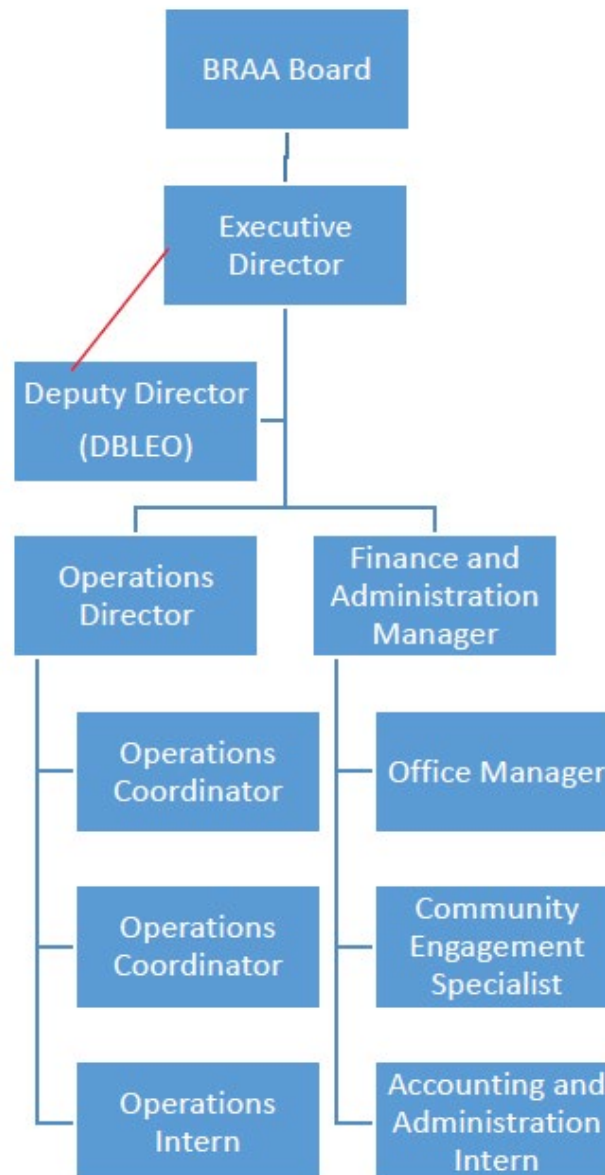 BRAA Board
Executive
Director
Deputy Director
(DBLEO)
Operations
Director
Finance and
Administration
Manager
Operations
Coordinator
Office Manager
Operations
Coordinator
Community
Engagement
Specialist
Operations
Intern
Accounting and
Administration
Intern